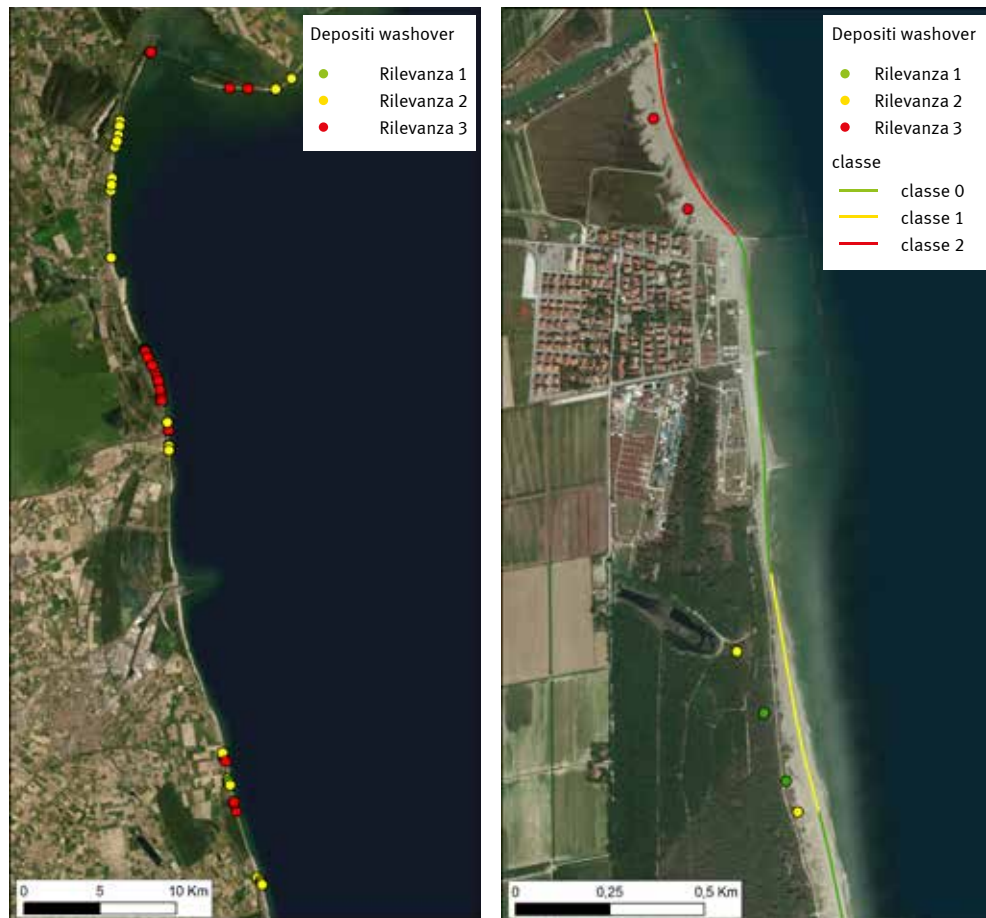 Depositi washover
Rilevanza 1
Rilevanza 2
Rilevanza 3
0 5 10 Km
Depositi washover
Rilevanza 1
Rilevanza 2
Rilevanza 3
classe
classe 0
classe 1
classe 2
0 0,25 0,5 Km